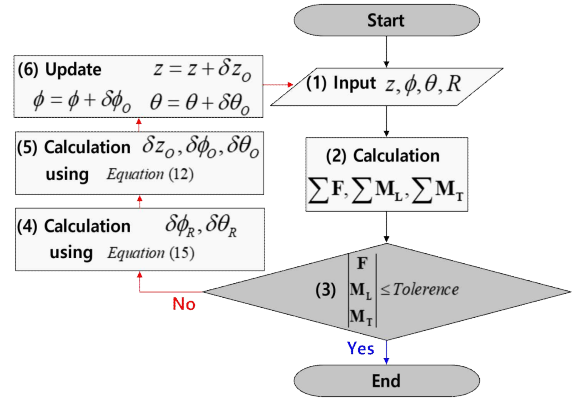 Start
(1) Input z, ϕ, θ, R
(2) Calculation
∑F, ∑M_L, ∑M_T
(3) |F M_L M_T| ≤ Tolerence
No
Yes
End
(4) Calculation δϕ_R, δθ_R
using Equation (15)
(5) Calculation δz_O, δϕ_O, δθ_O
using Equation (12)
(6) Update z = z + δz_O
ϕ = ϕ + δϕ_O θ = θ + δθ_O